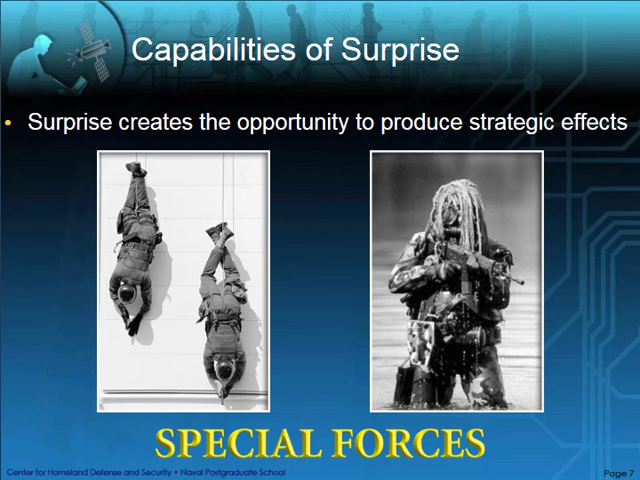 Capabilities of Surprise
• Surprise creates the opportunity to produce strategic effects
SPECIAL FORCES
Center for Homeland Defense and Security • Naval Postgraduate School
Page 7